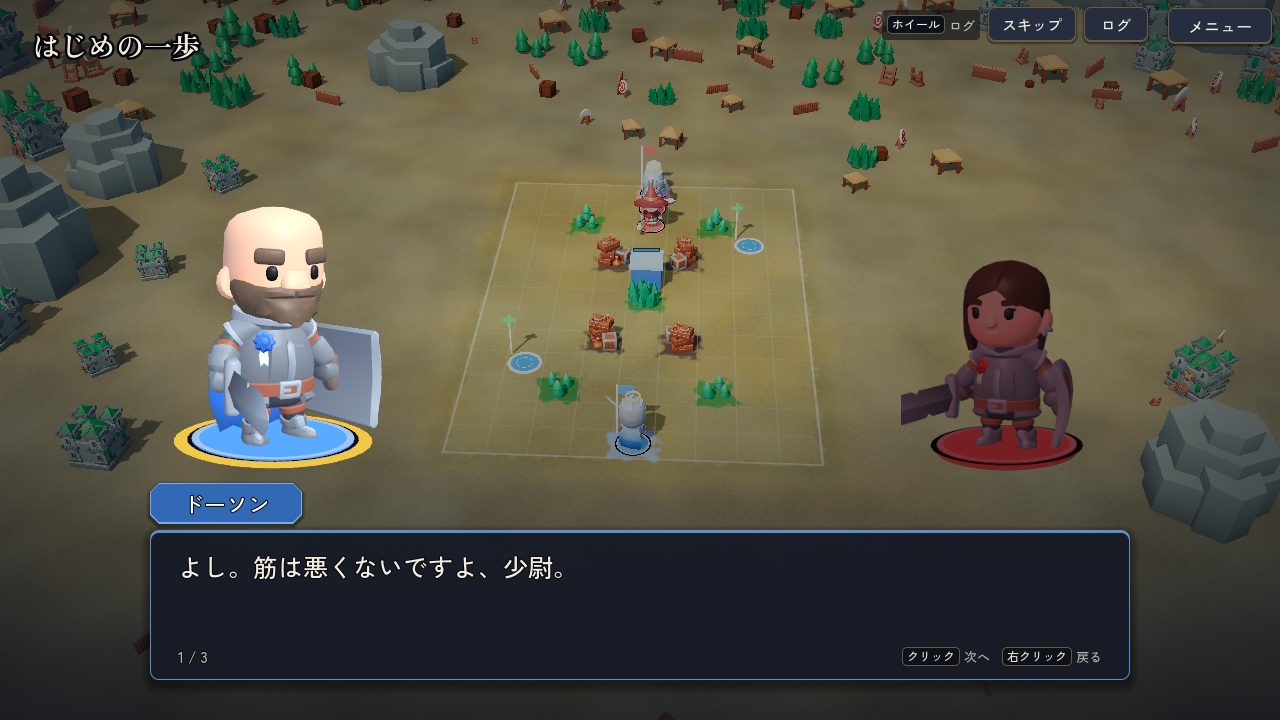 はじめの一歩
ホイール ログ
スキップ
ログ
メニュー
ドーソン
よし。筋は悪くないですよ、少尉。
1 / 3
クリック 次へ 右クリック 戻る